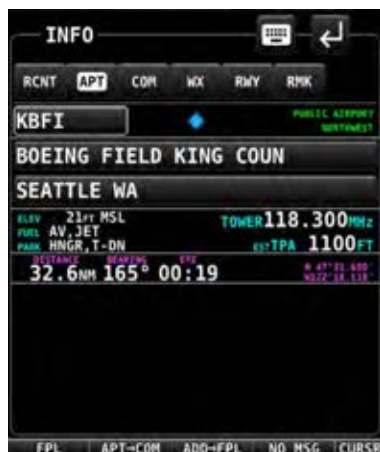 INFO
RCNT APT COM WX RWY RMK
KBFI
PUBLIC AIRPORT
NORTHWEST
BOEING FIELD KING COUN
SEATTLE WA
ELEV 21FT MSL
FUEL AV,JET
PARK HNGR,T-DN
TOWER 118.300MHz
EST TPA 1100FT
DISTANCE BEARING ETE
32.6NM 165° 00:19
FPL APT→COM ADD→FPL NO MSG CURSR